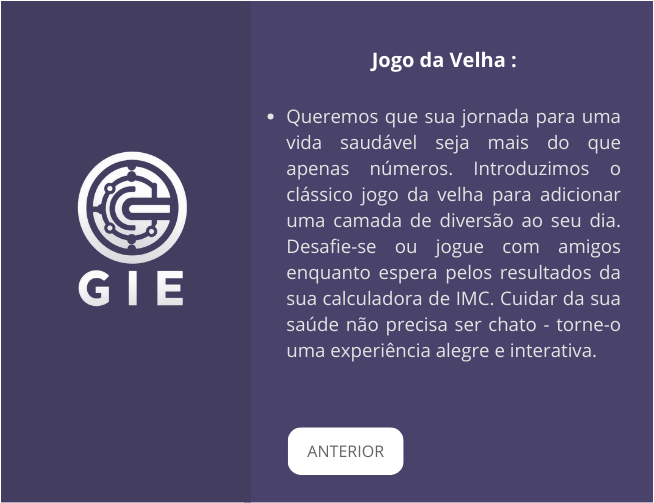 Jogo da Velha :
• Queremos que sua jornada para uma
vida saudável seja mais do que
apenas números. Introduzimos o
clássico jogo da velha para adicionar
uma camada de diversão ao seu dia.
Desafie-se ou jogue com amigos
enquanto espera pelos resultados da
sua calculadora de IMC. Cuidar da sua
saúde não precisa ser chato - torne-o
uma experiência alegre e interativa.
GIE
ANTERIOR